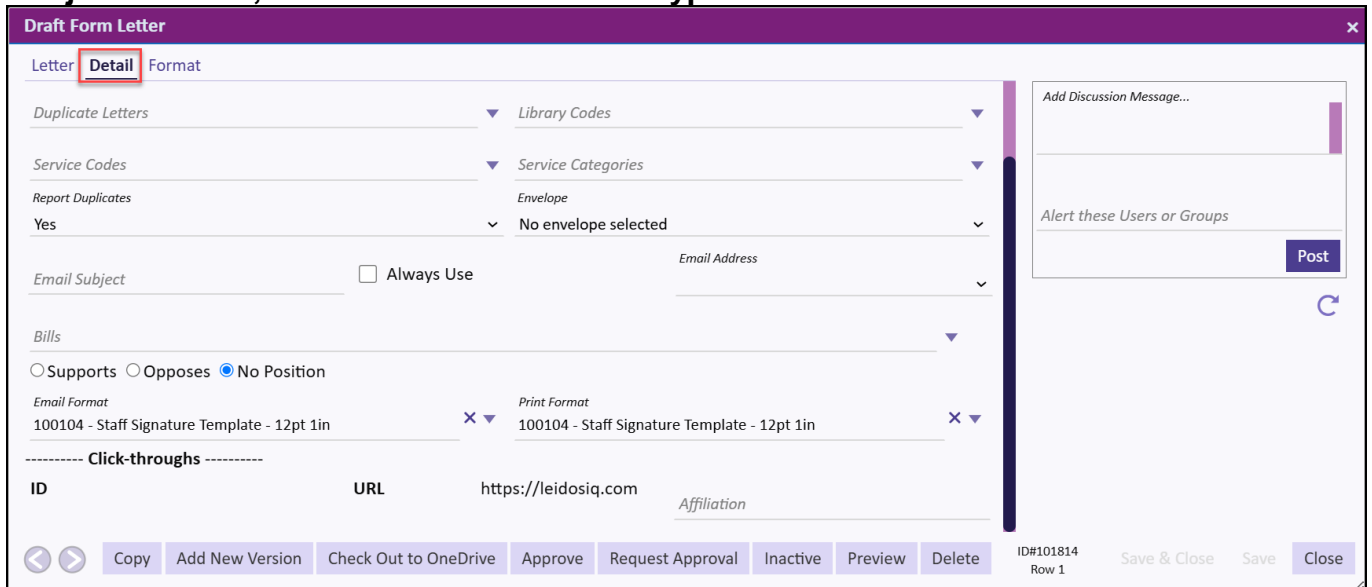 Draft Form Letter ×
Letter Detail Format
Duplicate Letters Library Codes
Service Codes Service Categories
Report Duplicates Envelope
Yes No envelope selected
Email Subject Always Use Email Address
Bills
Supports Opposes No Position
Email Format Print Format
100104 - Staff Signature Template - 12pt 1in 100104 - Staff Signature Template - 12pt 1in
---------- Click-throughs ----------
ID URL https://leidosiq.com Affiliation
Add Discussion Message...
Alert these Users or Groups
Post
Copy Add New Version Check Out to OneDrive Approve Request Approval Inactive Preview Delete ID#101814 Save & Close Save Close
Row 1